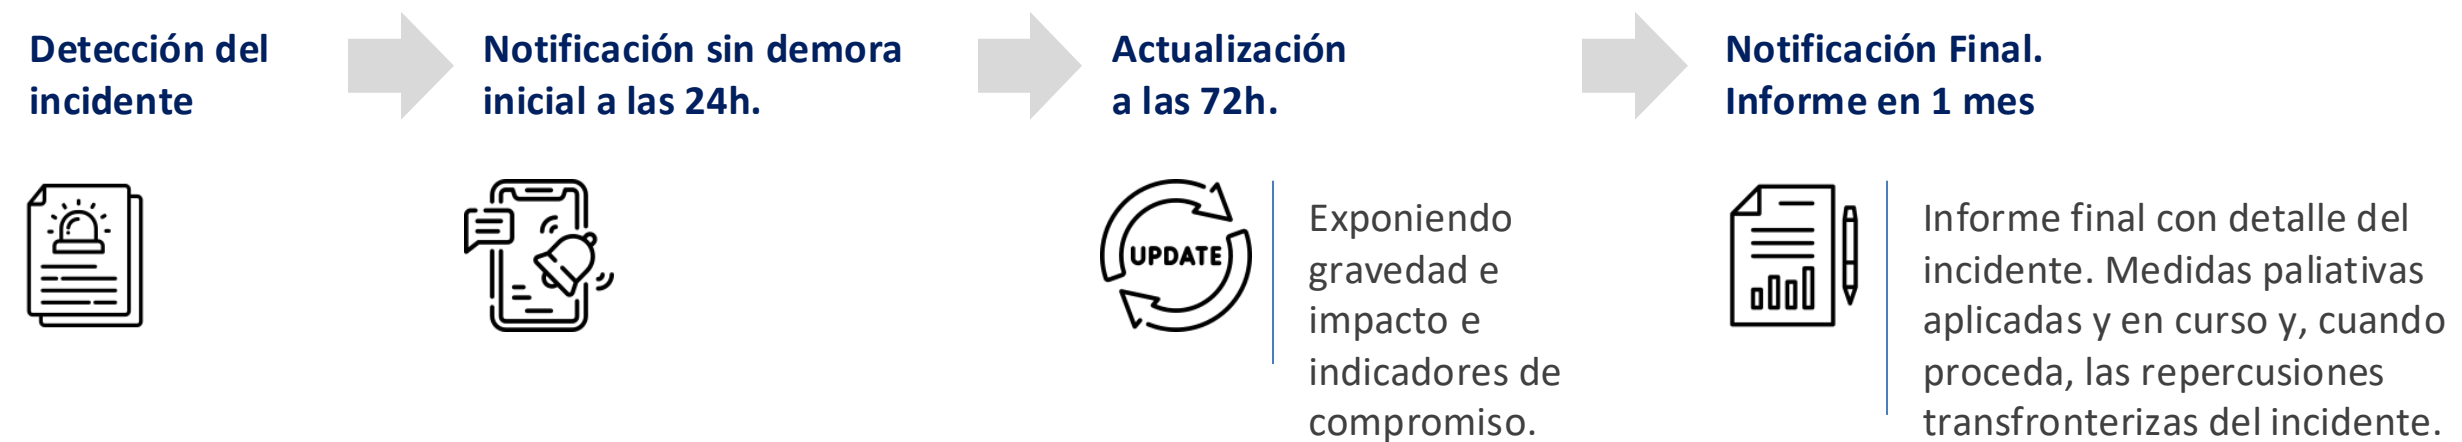 Detección del
incidente
Notificación sin demora
inicial a las 24h.
Actualización
a las 72h.
Notificación Final.
Informe en 1 mes
UPDATE
Exponiendo
gravedad e
impacto e
indicadores de
compromiso.
Informe final con detalle del
incidente. Medidas paliativas
aplicadas y en curso y, cuando
proceda, las repercusiones
transfronterizas del incidente.